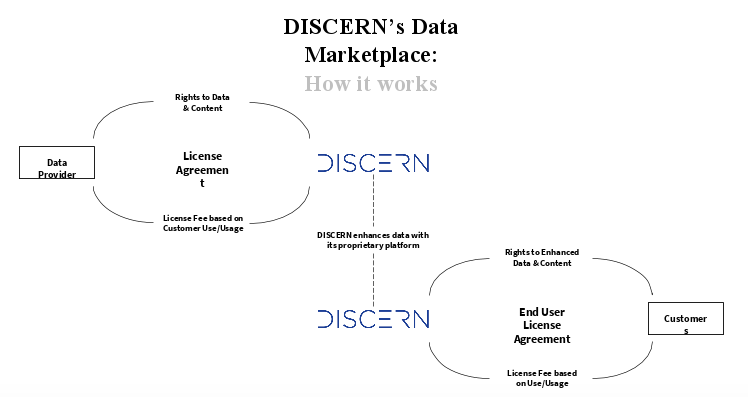 DISCERN’s Data
Marketplace:
How it works
Rights to Data
& Content
Data
Provider
License
Agreemen
t
DISCERN
License Fee based on
Customer Use/Usage
DISCERN enhances data with
its proprietary platform
Rights to Enhanced
Data & Content
DISCERN
End User
License
Agreement
Customer
s
License Fee based
on Use/Usage